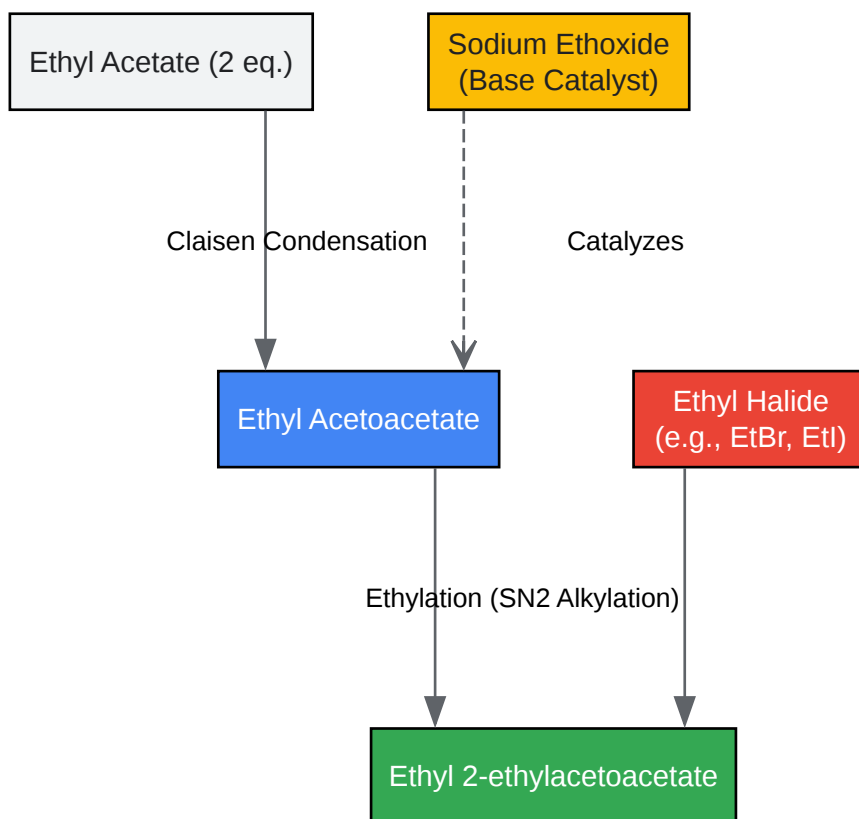 Ethyl Acetate (2 eq.)
Sodium Ethoxide
(Base Catalyst)
Claisen Condensation
Catalyzes
Ethyl Acetoacetate
Ethyl Halide
(e.g., EtBr, EtI)
Ethylation (SN2 Alkylation)
Ethyl 2-ethylacetoacetate